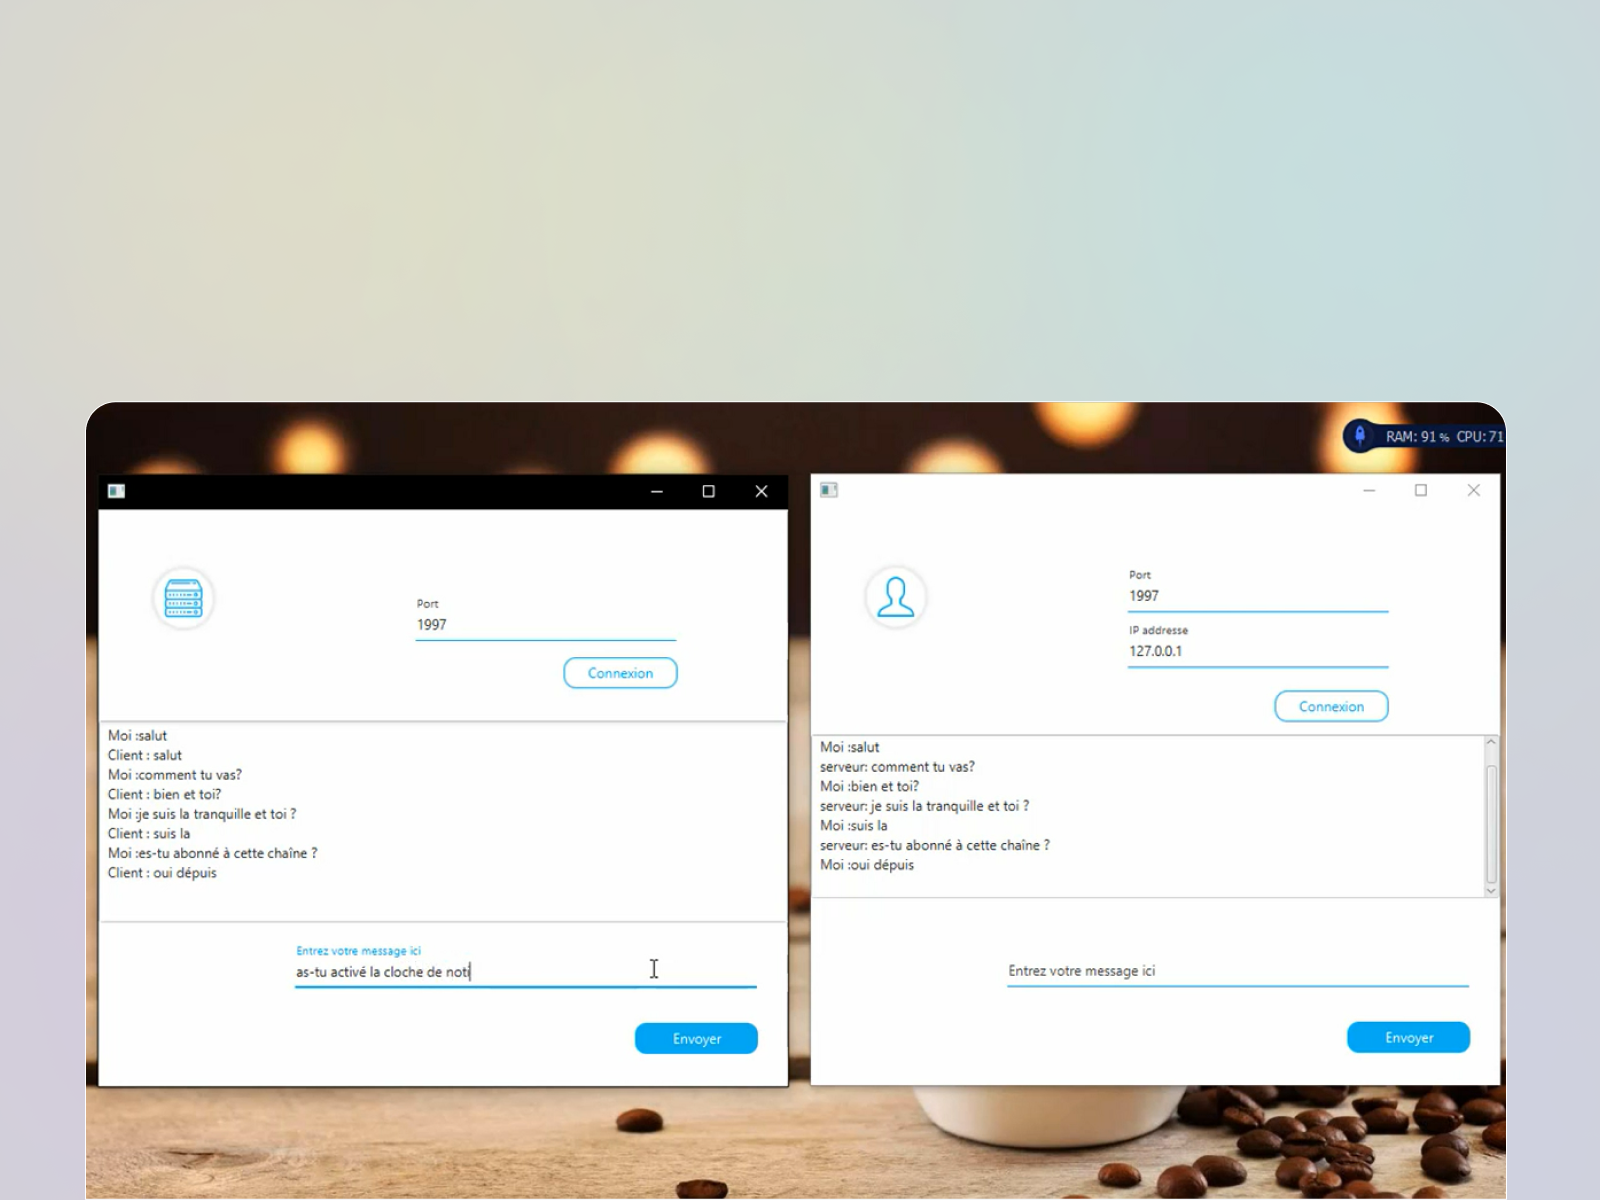 RAM: 91 % CPU: 71
Port
1997
Connexion
Moi :salut
Client : salut
Moi :comment tu vas?
Client : bien et toi?
Moi :je suis la tranquille et toi ?
Client : suis la
Moi :es-tu abonné à cette chaîne ?
Client : oui dépuis
Entrez votre message ici
as-tu activé la cloche de noti
Envoyer
Port
1997
IP addresse
127.0.0.1
Connexion
Moi :salut
serveur: comment tu vas?
Moi :bien et toi?
serveur: je suis la tranquille et toi ?
Moi :suis la
serveur: es-tu abonné à cette chaîne ?
Moi :oui dépuis
Entrez votre message ici
Envoyer